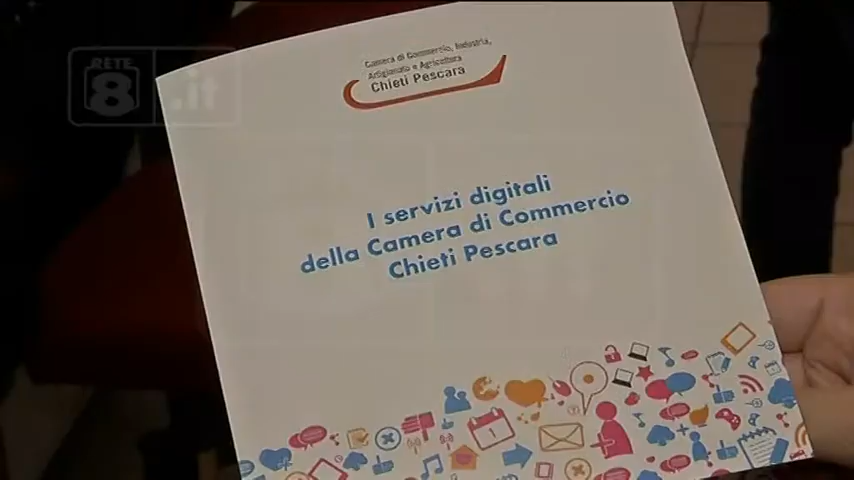 RETE
8 .it
Camera di Commercio, Industria,
Artigianato e Agricoltura
Chieti Pescara
I servizi digitali
della Camera di Commercio
Chieti Pescara